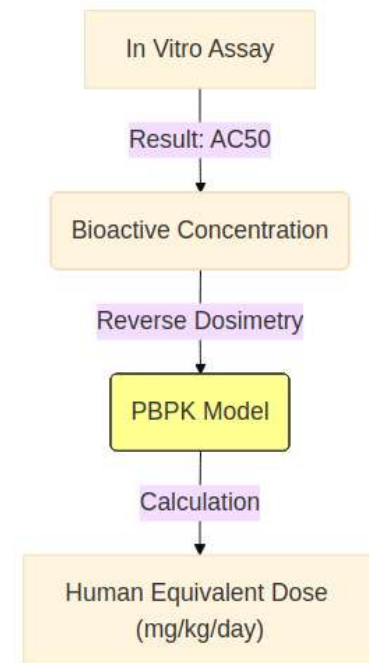 In Vitro Assay
Result: AC50
Bioactive Concentration
Reverse Dosimetry
PBPK Model
Calculation
Human Equivalent Dose
(mg/kg/day)